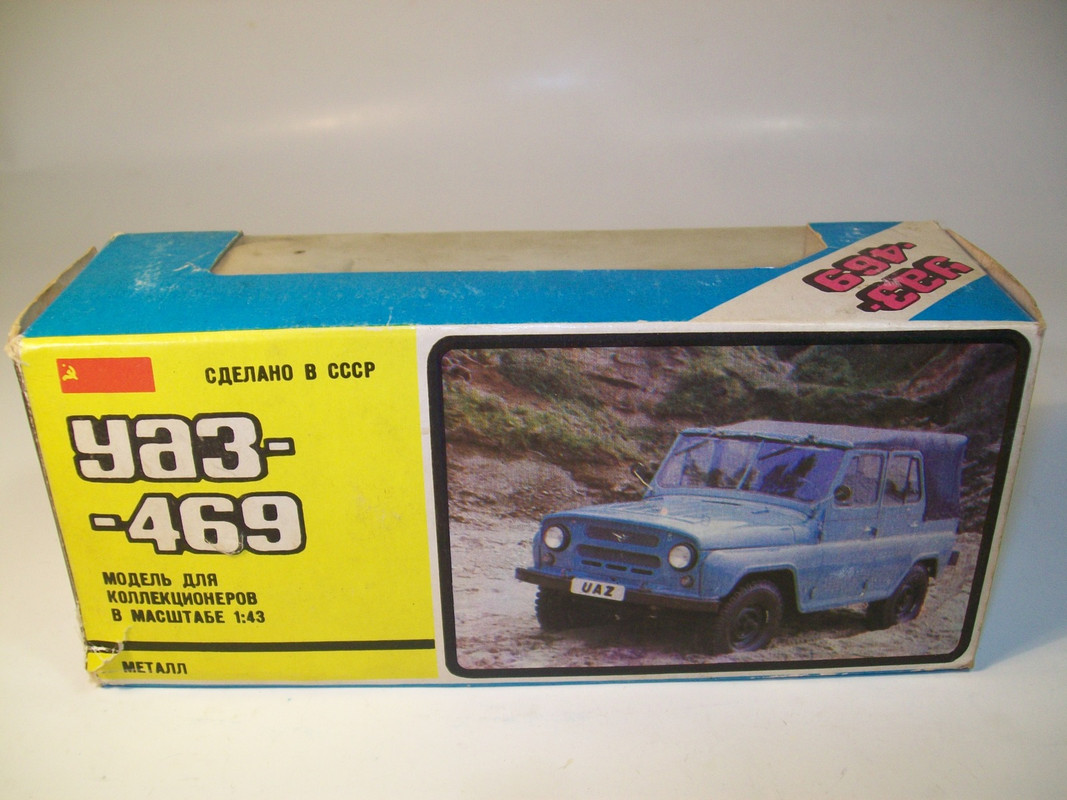 УАЗ-
-469
СДЕЛАНО В СССР
УАЗ-
-469
МОДЕЛЬ ДЛЯ
КОЛЛЕКЦИОНЕРОВ
В МАСШТАБЕ 1:43
МЕТАЛЛ
UAZ